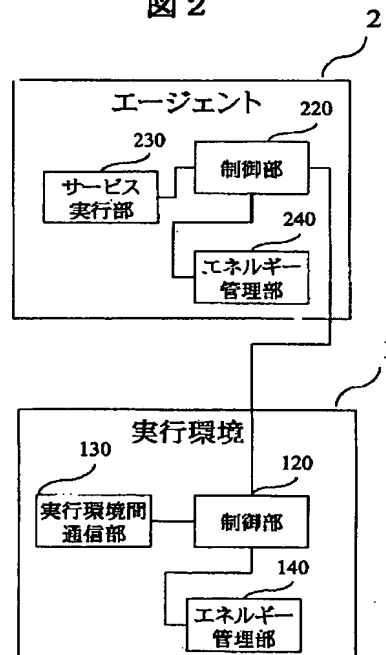 図2
2
エージェント
220
230
制御部
サービス
実行部
240
エネルギー
管理部
実行環境
130
120
実行環境間
通信部
制御部
140
エネルギー
管理部